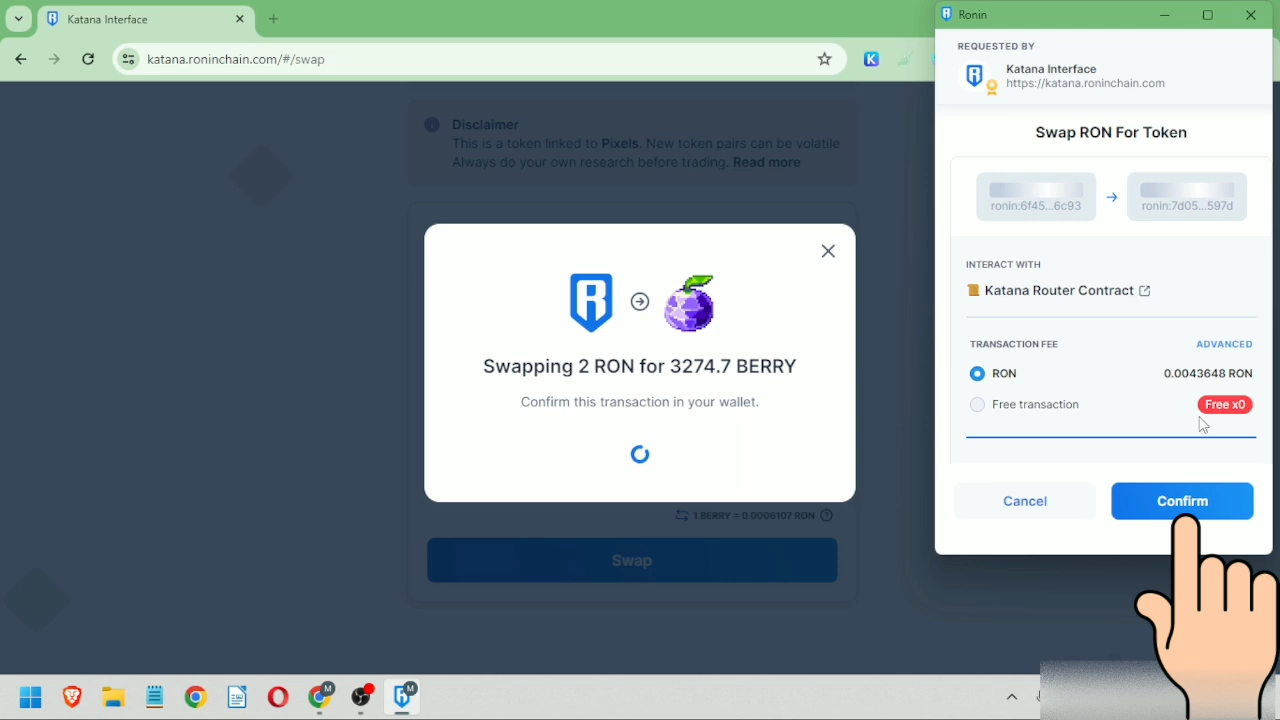 Katana Interface
katana.roninchain.com/#/swap
K
Disclaimer
This is a token linked to Pixels. New token pairs can be volatile
Always do your own research before trading. Read more
Swapping 2 RON for 3274.7 BERRY
Confirm this transaction in your wallet.
1 BERRY = 0.0006107 RON
Swap
Ronin
REQUESTED BY
Katana Interface
https://katana.roninchain.com
Swap RON For Token
ronin:6f45...6c93
ronin:7d05...597d
INTERACT WITH
Katana Router Contract
TRANSACTION FEE ADVANCED
RON 0.0043648 RON
Free transaction Free x0
Cancel Confirm
M M